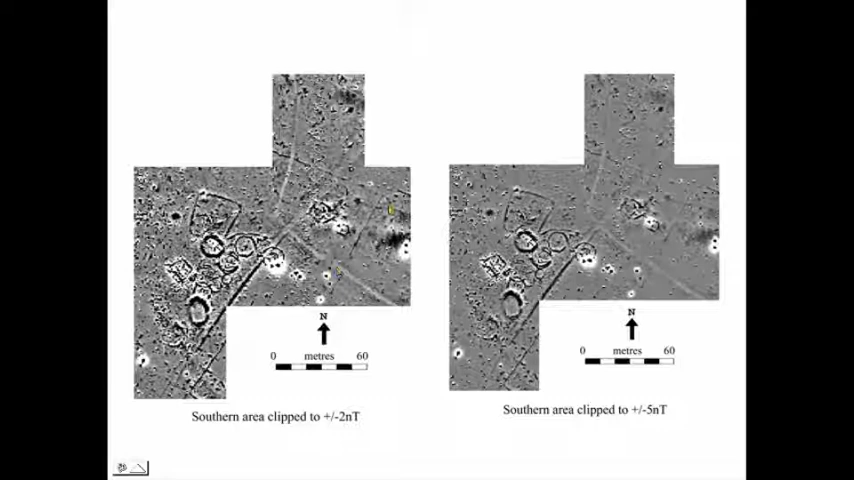 N
0 metres 60
Southern area clipped to +/-2nT
N
0 metres 60
Southern area clipped to +/-5nT